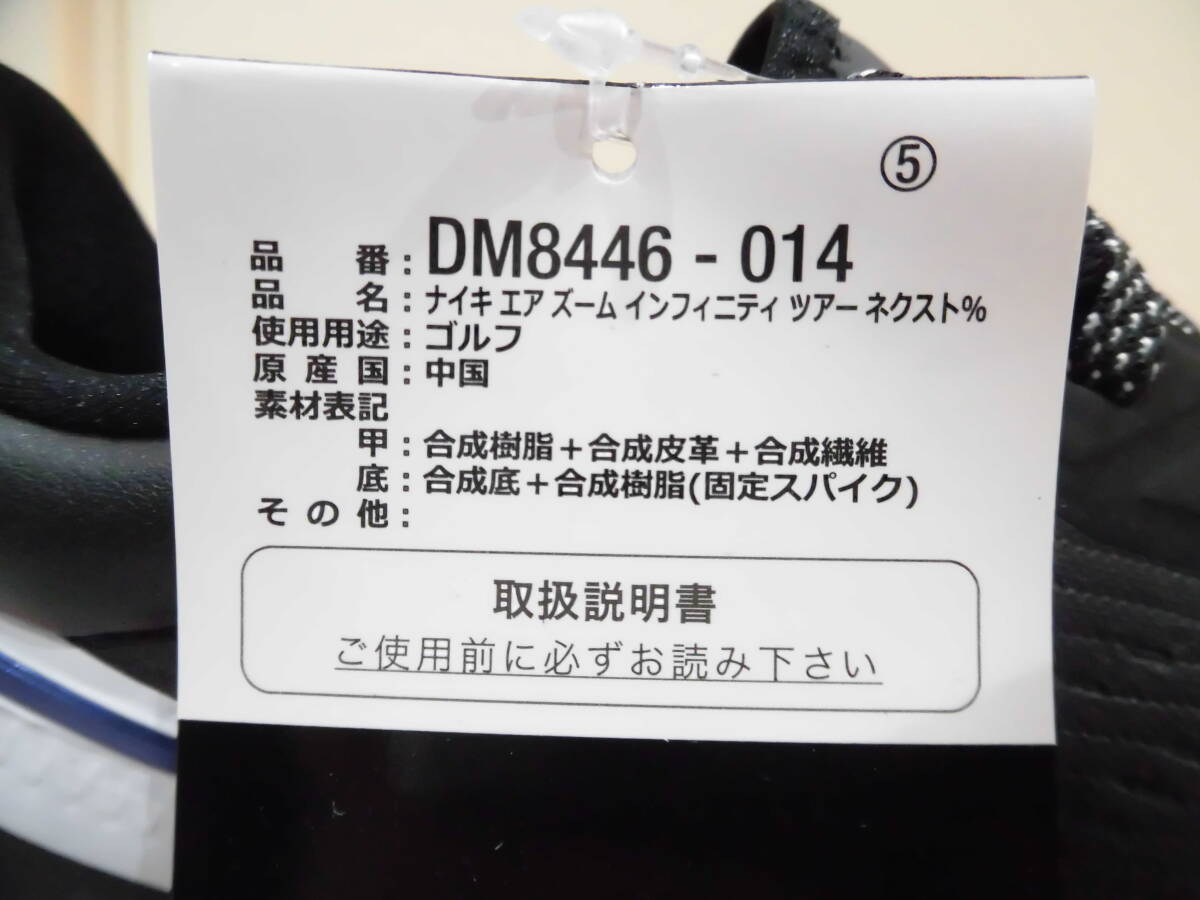 ⑤
品番:DM8446-014
品名:ナイキ エア ズーム インフィニティ ツアー ネクスト%
使用用途:ゴルフ
原産国:中国
素材表記
甲:合成樹脂+合成皮革+合成繊維
底:合成底+合成樹脂(固定スパイク)
その他:
取扱説明書
ご使用前に必ずお読み下さい